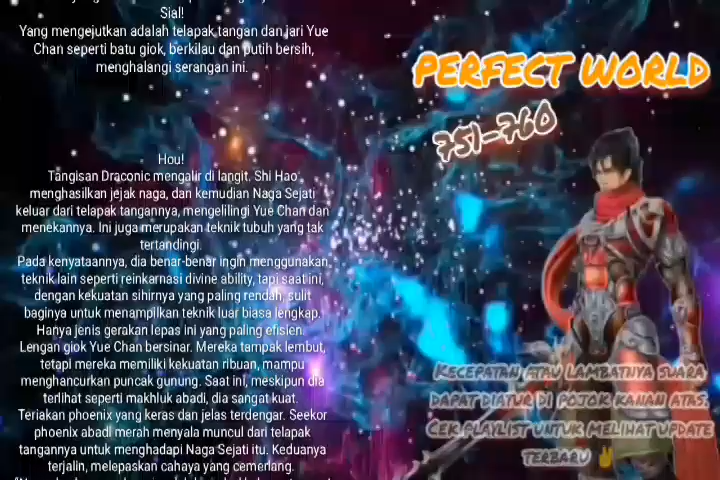 Sial!
Yang mengejutkan adalah telapak tangan dan jari Yue
Chan seperti batu giok, berkilau dan putih bersih,
menghalangi serangan ini.
Hou!
Tangisan Draconic mengalir di langit. Shi Hao
menghasilkan jejak naga, dan kemudian Naga Sejati
keluar dari telapak tangannya, mengelilingi Yue Chan dan
menekannya. Ini juga merupakan teknik tubuh yang tak
tertandingi.
Pada kenyataannya, dia benar-benar ingin menggunakan
teknik lain seperti reinkarnasi divine ability, tapi saat ini,
dengan kekuatan sihirnya yang paling rendah, sulit
baginya untuk menampilkan teknik luar biasa lengkap.
Hanya jenis gerakan lepas ini yang paling efisien.
Lengan giok Yue Chan bersinar. Mereka tampak lembut,
tetapi mereka memiliki kekuatan ribuan, mampu
menghancurkan puncak gunung. Saat ini, meskipun dia
terlihat seperti makhluk abadi, dia sangat kuat.
Teriakan phoenix yang keras dan jelas terdengar. Seekor
phoenix abadi merah menyala muncul dari telapak
tangannya untuk menghadapi Naga Sejati itu. Keduanya
terjalin, melepaskan cahaya yang cemerlang.
PERFECT WORLD
751-760
KECEPATAN ATAU LAMBATNYA SUARA
DAPAT DIATUR DI POJOK KANAN ATAS.
CEK PLAYLIST UNTUK MELIHAT UPDATE
TERBARU